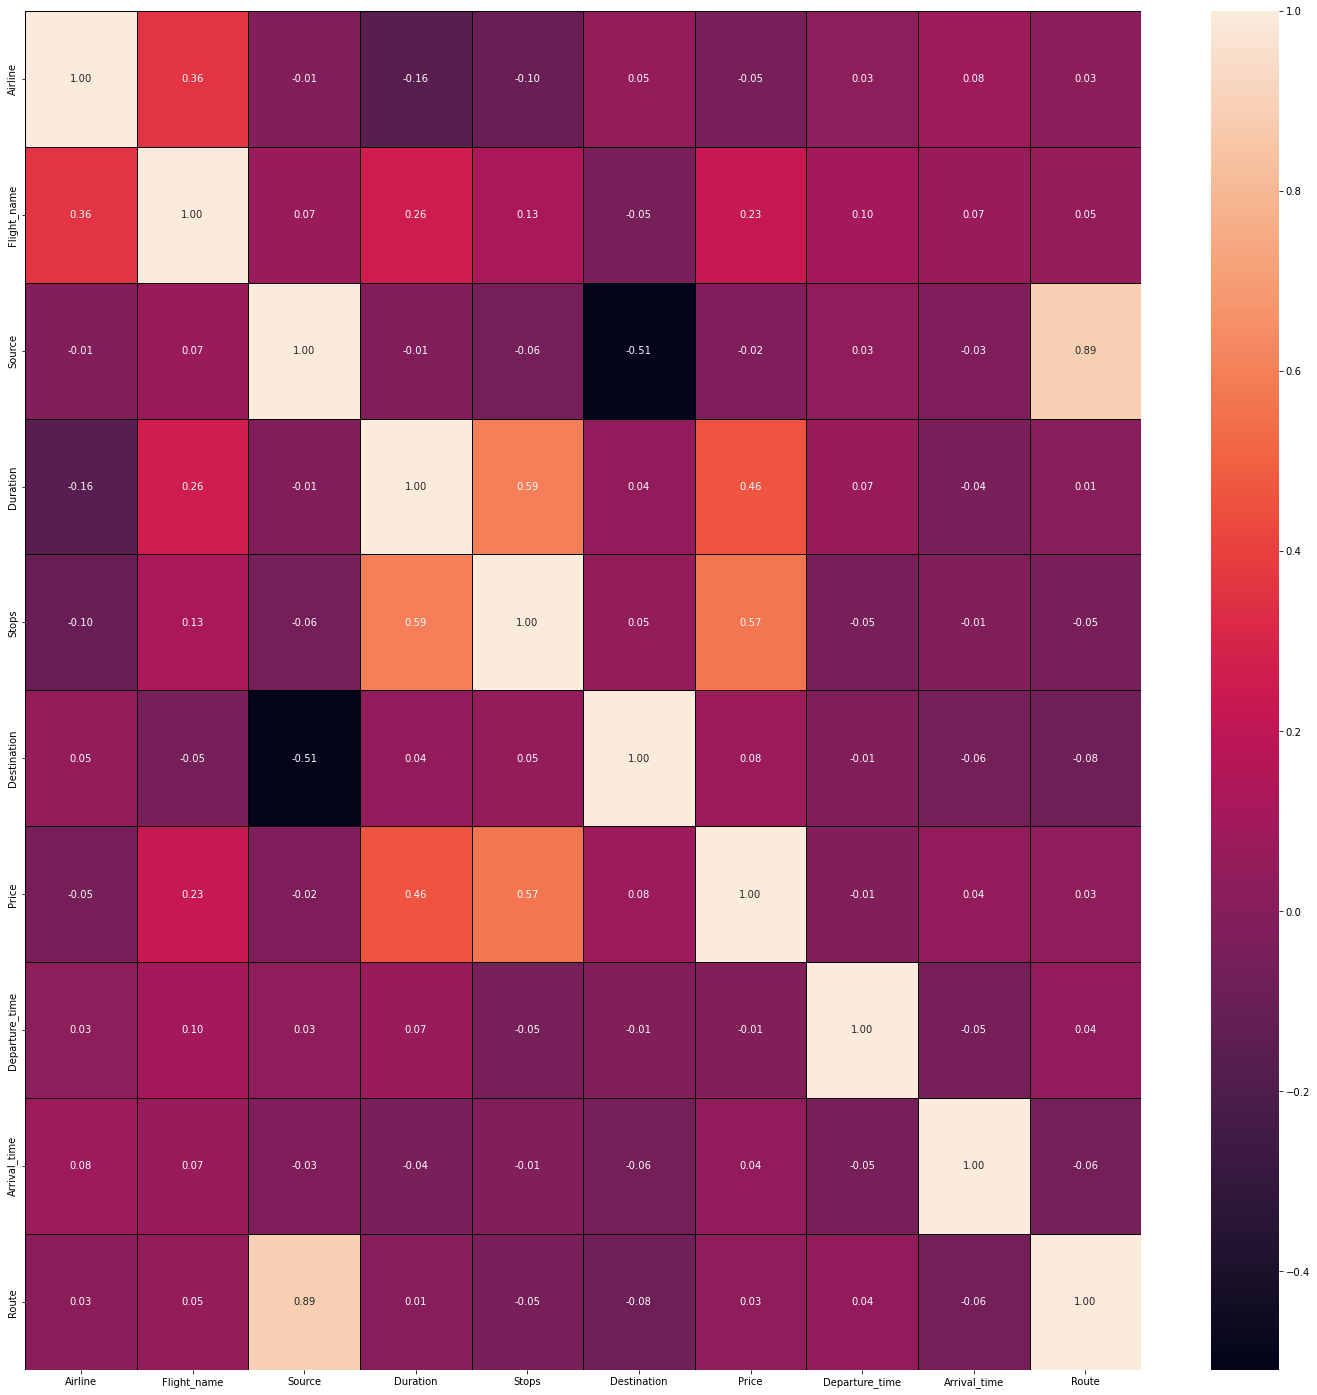 Airline 1.00 0.36 -0.01 -0.16 -0.10 0.05 -0.05 0.03 0.08 0.03
Flight_name 0.36 1.00 0.07 0.26 0.13 -0.05 0.23 0.10 0.07 0.05
Source -0.01 0.07 1.00 -0.01 -0.06 -0.51 -0.02 0.03 -0.03 0.89
Duration -0.16 0.26 -0.01 1.00 0.59 0.04 0.46 0.07 -0.04 0.01
Stops -0.10 0.13 -0.06 0.59 1.00 0.05 0.57 -0.05 -0.01 -0.05
Destination 0.05 -0.05 -0.51 0.04 0.05 1.00 0.08 -0.01 -0.06 -0.08
Price -0.05 0.23 -0.02 0.46 0.57 0.08 1.00 -0.01 0.04 0.03
Departure_time 0.03 0.10 0.03 0.07 -0.05 -0.01 -0.01 1.00 -0.05 0.04
Arrival_time 0.08 0.07 -0.03 -0.04 -0.01 -0.06 0.04 -0.05 1.00 -0.06
Route 0.03 0.05 0.89 0.01 -0.05 -0.08 0.03 0.04 -0.06 1.00
Airline Flight_name Source Duration Stops Destination Price Departure_time Arrival_time Route
1.0
0.8
0.6
0.4
0.2
0.0
−0.2
−0.4